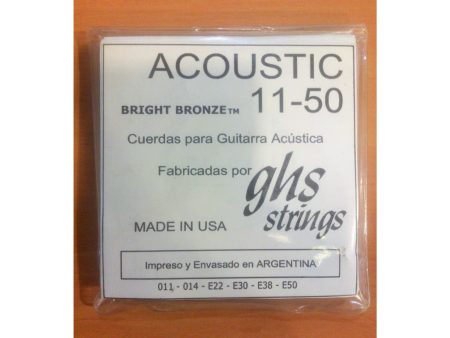 ACOUSTIC
BRIGHT BRONZE™ 11-50
Cuerdas para Guitarra Acústica
Fabricadas por ghs
strings
MADE IN USA
Impreso y Envasado en ARGENTINA
011 - 014 - E22 - E30 - E38 - E50